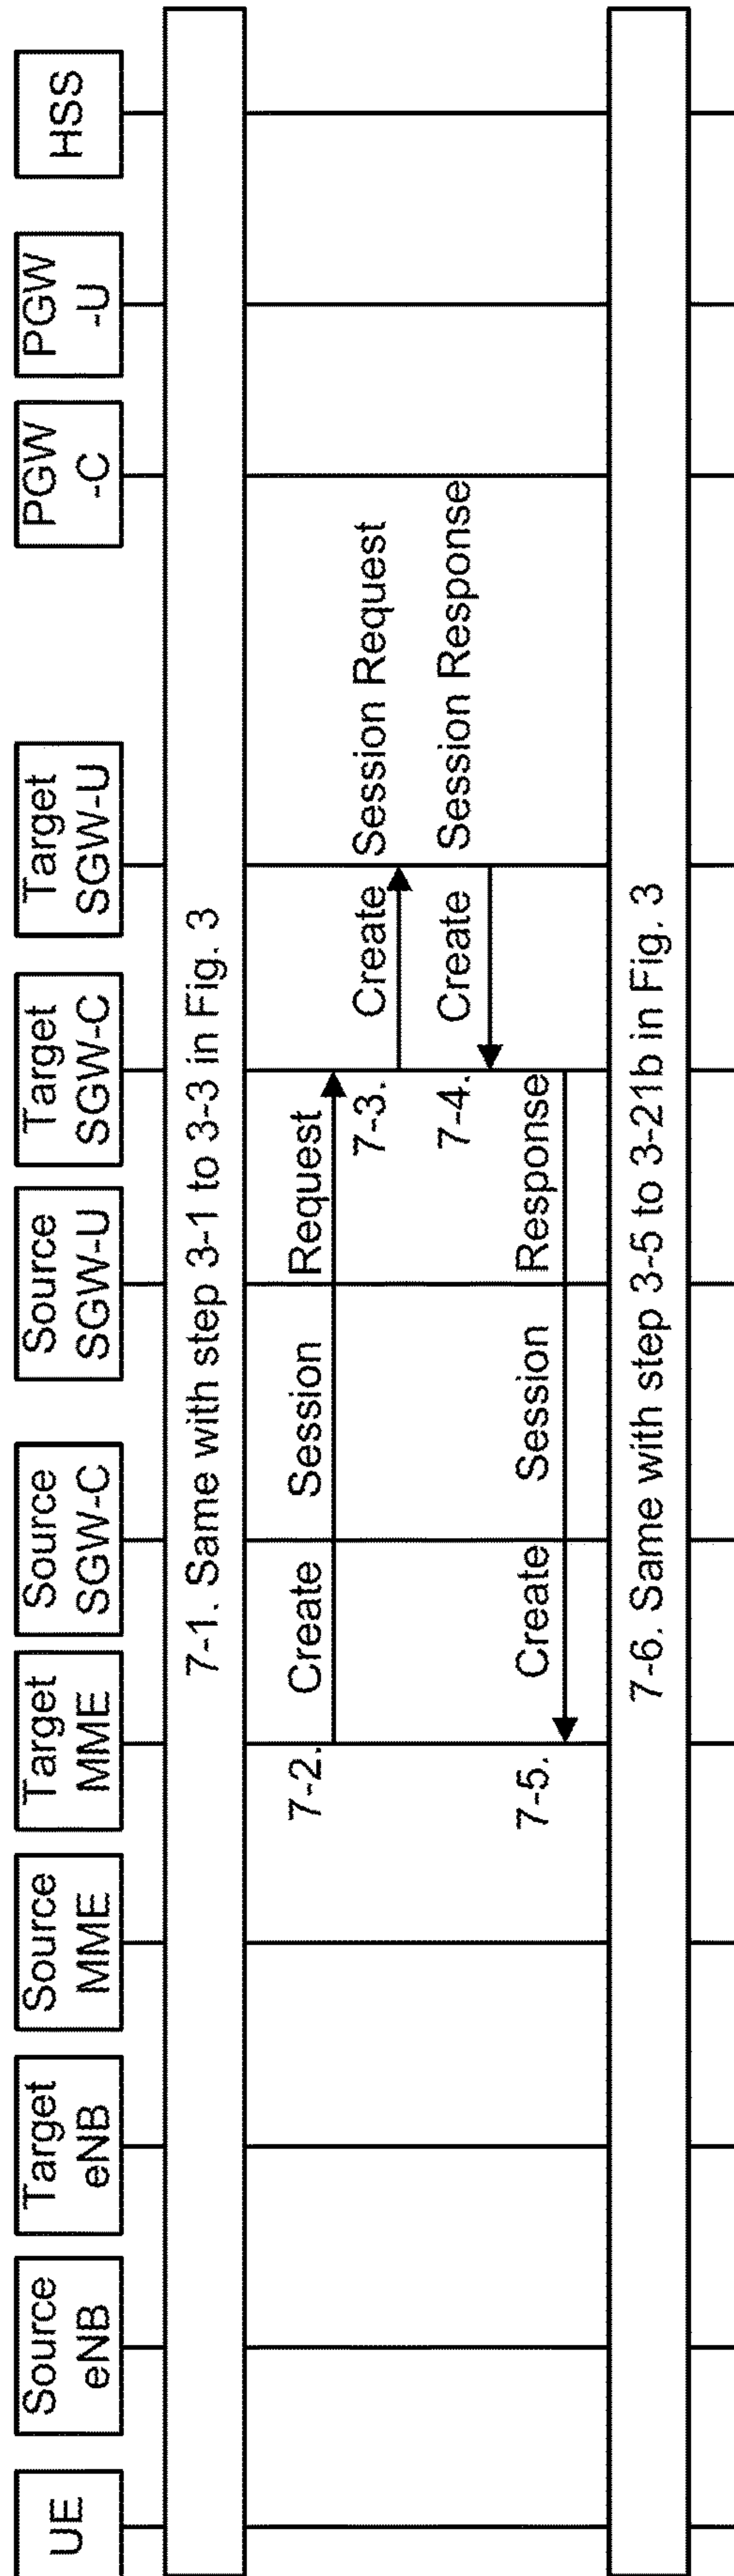 UE
Source
eNB
Target
eNB
Source
MME
Target
MME
Source
SGW-C
Source
SGW-U
Target
SGW-C
Target
SGW-U
PGW
-C
PGW
-U
HSS
7-1. Same with step 3-1 to 3-3 in Fig. 3
7-2. Create Session Request
7-3. Create Session Request
7-4. Create Session Response
7-5. Create Session Response
7-6. Same with step 3-5 to 3-21b in Fig. 3